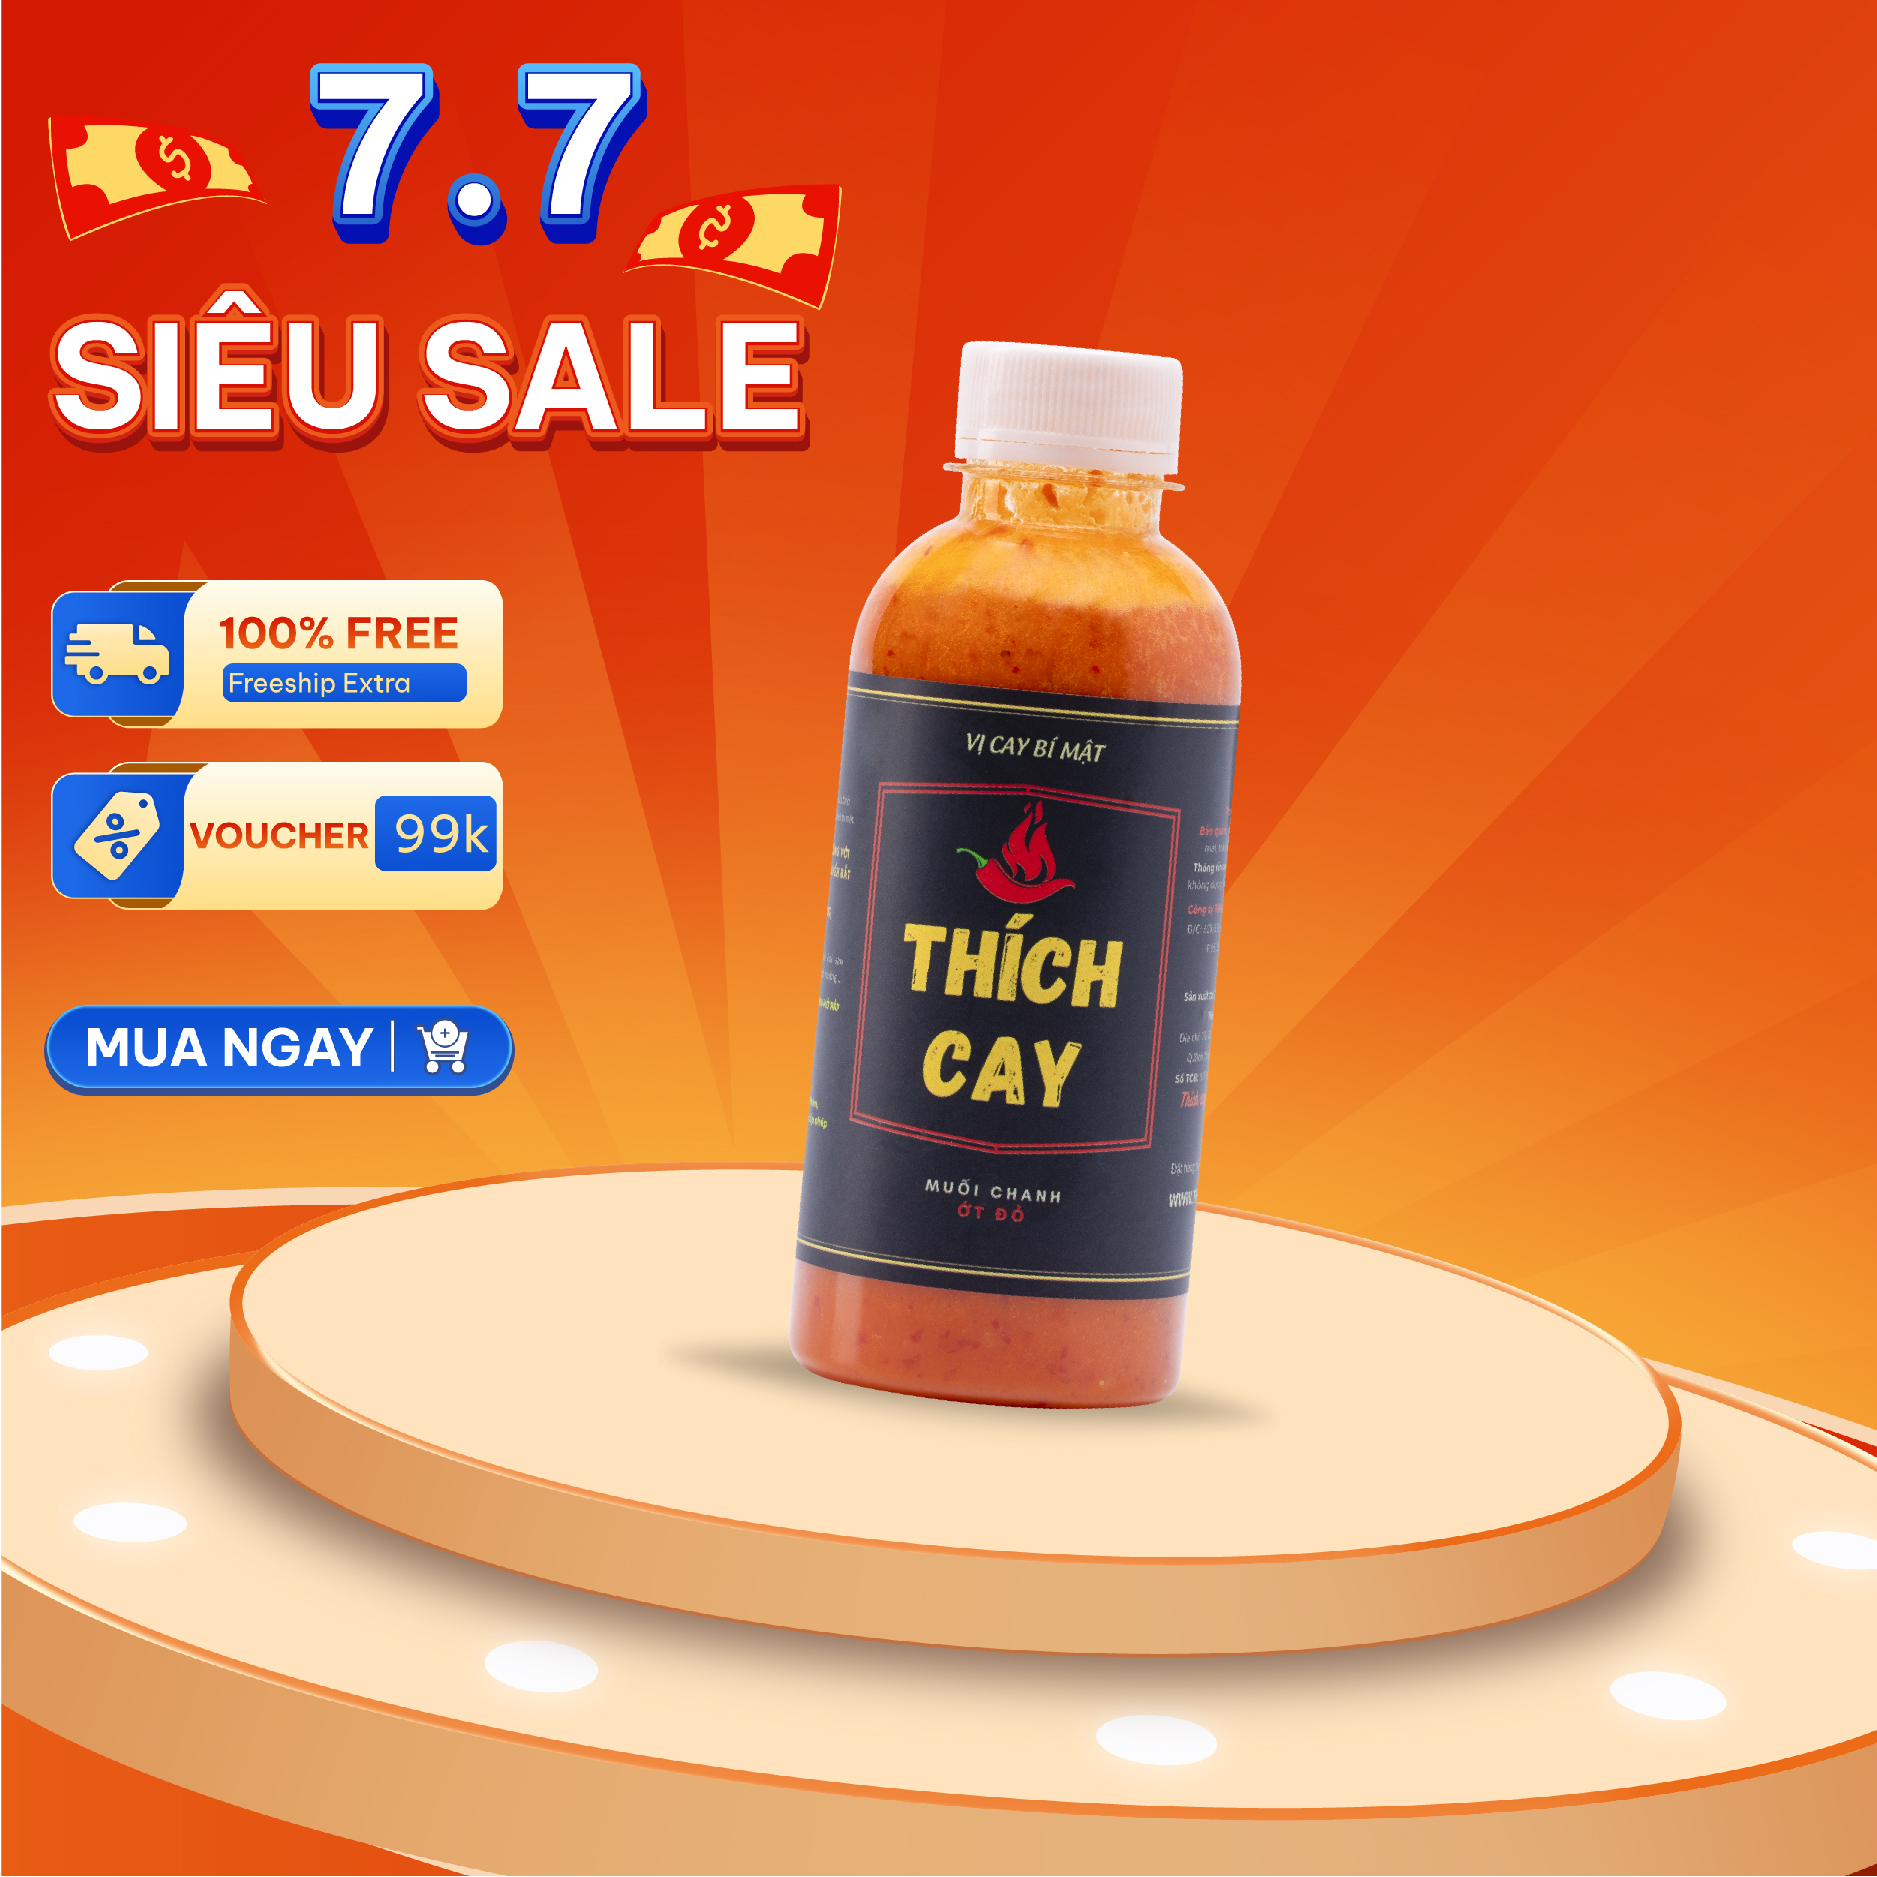 7.7
SIÊU SALE
100% FREE
Freeship Extra
VOUCHER 99k
MUA NGAY
VỊ CAY BÍ MẬT
THÍCH
CAY
MUỐI CHANH
ỚT ĐỎ